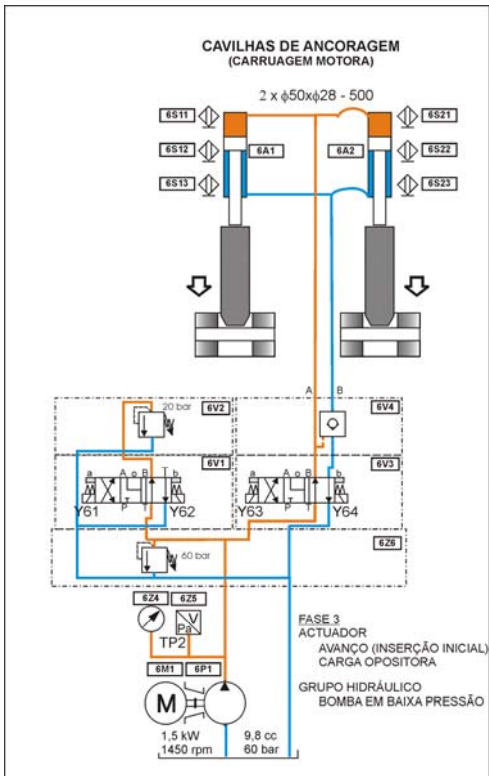 CAVILHAS DE ANCORAGEM
(CARRUAGEM MOTORA)
2 x ɸ50xɸ28 - 500
6S11
6S21
6S12
6A1
6A2
6S22
6S13
6S23
A
B
20 bar
6V2
6V4
a
A
o
B
T
b
6V1
a
A
o
B
b
6V3
P
T
P
T
Y61
Y62
Y63
Y64
60 bar
6Z6
6Z4
6Z5
V
Pa
TP2
6M1
6P1
M
1,5 kW
1450 rpm
9,8 cc
60 bar
FASE 3
ACTUADOR
AVANÇO (INSERÇÃO INICIAL)
CARGA OPOSITORA
GRUPO HIDRÁULICO
BOMBA EM BAIXA PRESSÃO